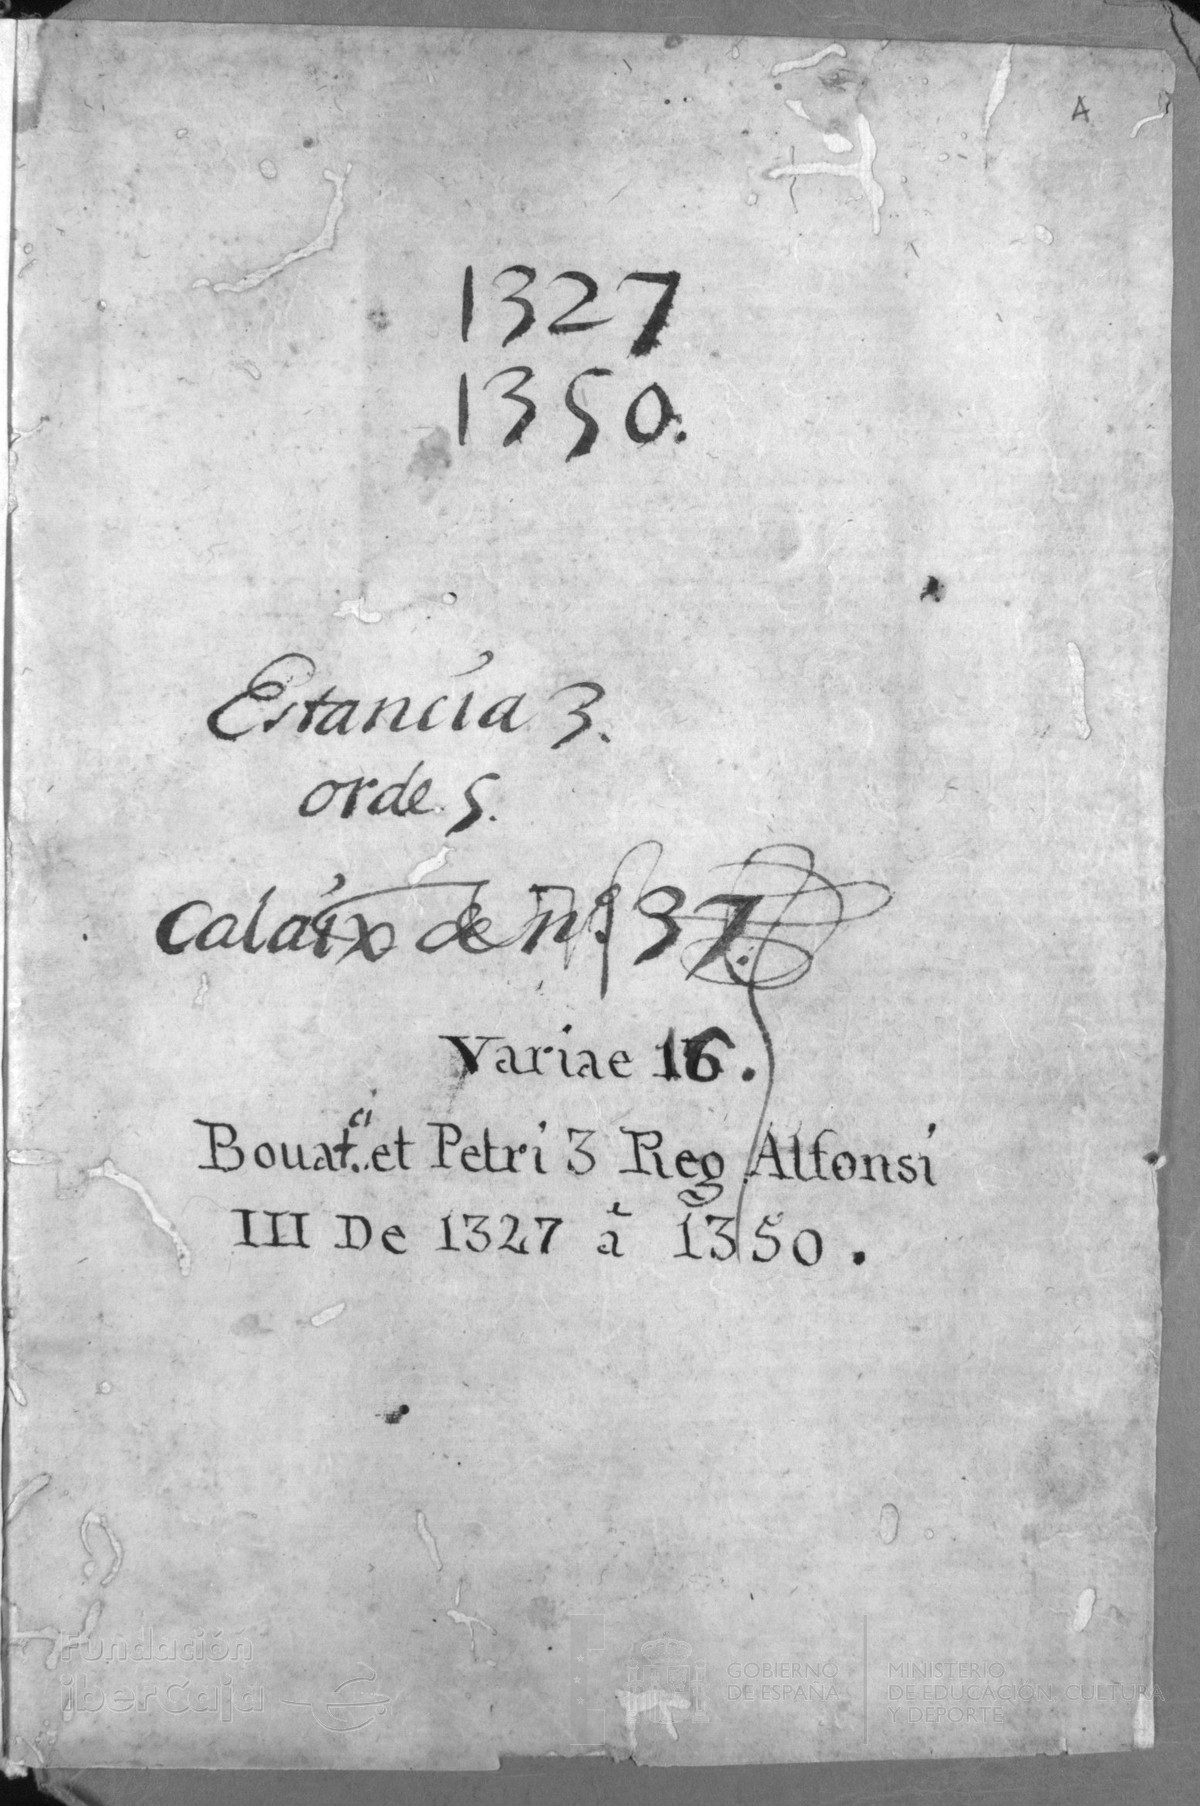 A
1327
1350.
Estancia 3.
orde 5.
Calaix de nº. 37.
Variae 16.
Bouat.ci et Petri 3 Reg Alfonsi
III De 1327 à 1350.
Fundación
iberCaja
GOBIERNO
DE ESPAÑA
MINISTERIO
DE EDUCACIÓN, CULTURA
Y DEPORTE